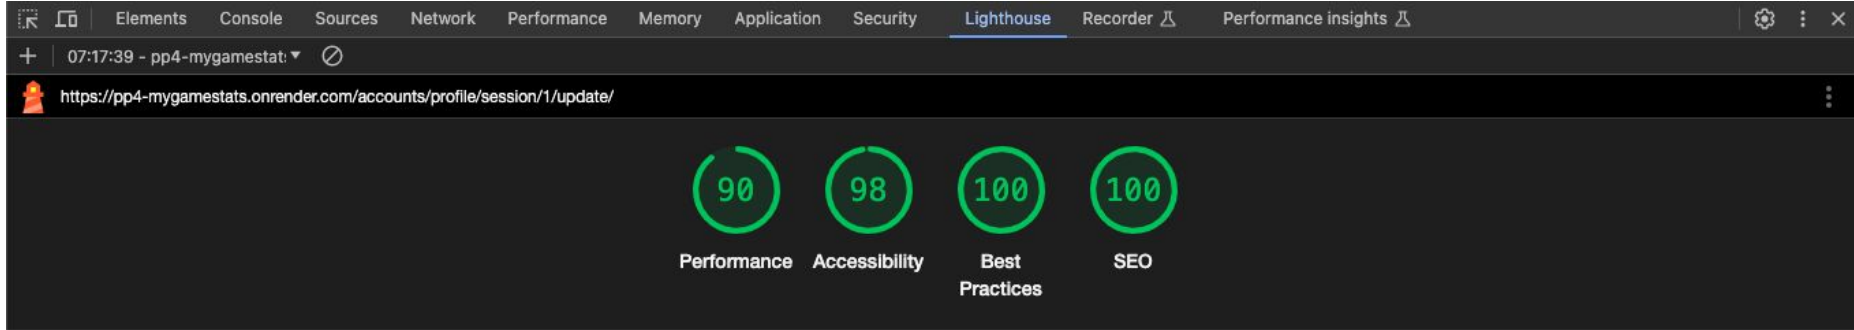 Elements Console Sources Network Performance Memory Application Security Lighthouse Recorder Performance insights
07:17:39 - pp4-mygamestat:
https://pp4-mygamestats.onrender.com/accounts/profile/session/1/update/
90 98 100 100
Performance Accessibility Best Practices SEO